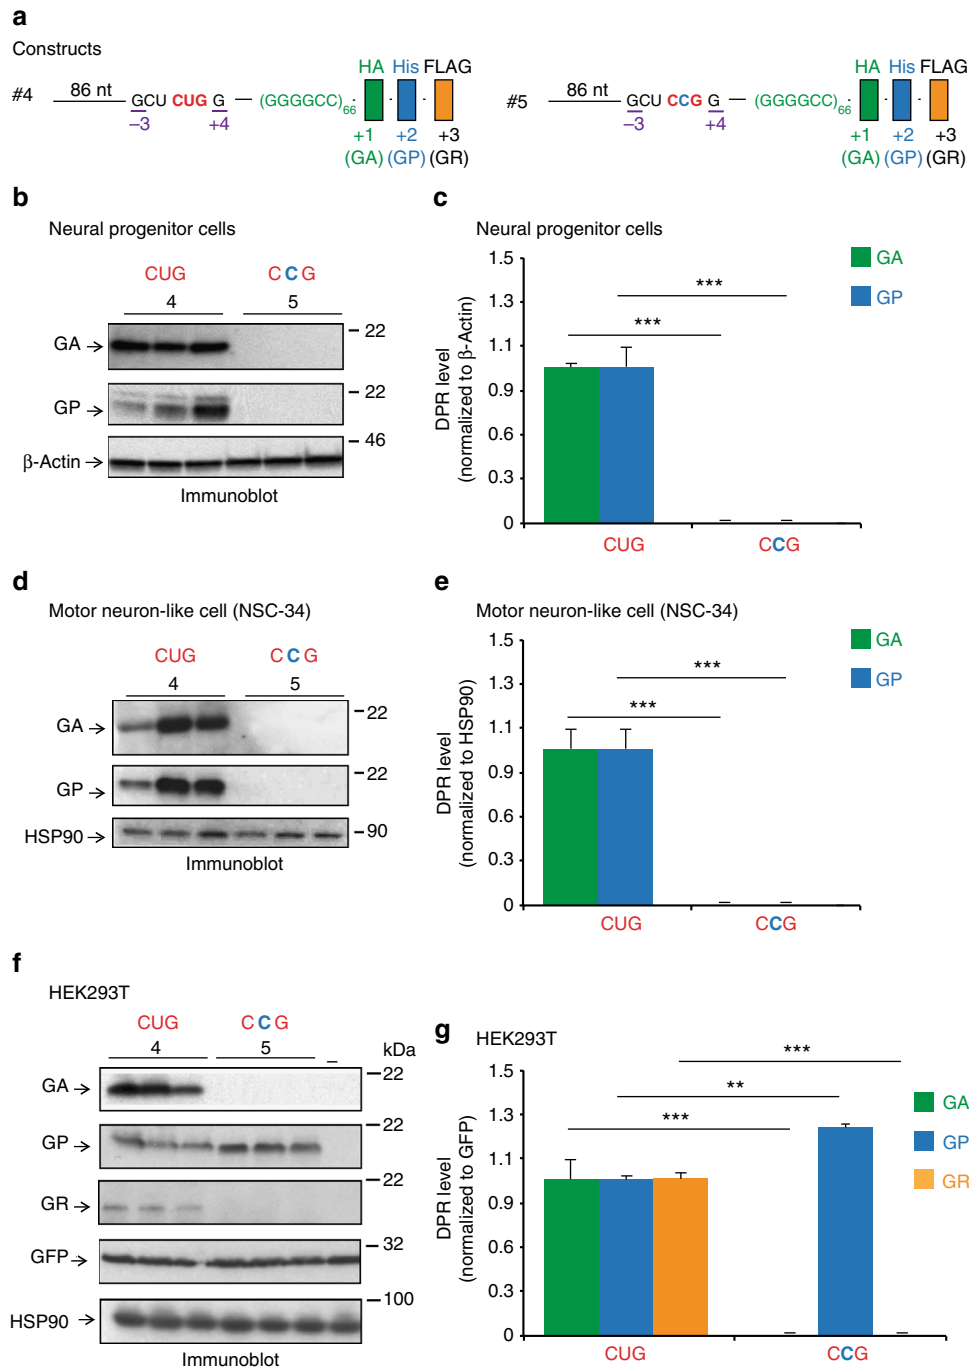 a
Constructs
#4 86 nt GCU CUG G (GGGGCC)66 HA His FLAG
−3 +4 +1 +2 +3
(GA) (GP) (GR)
#5 86 nt GCU CCG G (GGGGCC)66 HA His FLAG
−3 +4 +1 +2 +3
(GA) (GP) (GR)
b
Neural progenitor cells
CUG CCG
4 5
GA 22
GP 22
β-Actin 46
Immunoblot
c
Neural progenitor cells
DPR level
(normalized to β-Actin)
1.5
1.3
1.1
0.9
0.6
0.3
0
***
***
GA
GP
CUG CCG
d
Motor neuron-like cell (NSC-34)
CUG CCG
4 5
GA 22
GP 22
HSP90 90
Immunoblot
e
Motor neuron-like cell (NSC-34)
DPR level
(normalized to HSP90)
1.5
1.3
1.1
0.9
0.6
0.3
0
***
***
GA
GP
CUG CCG
f
HEK293T
CUG CCG
4 5 – kDa
GA 22
GP 22
GR 22
GFP 32
HSP90 100
Immunoblot
g
HEK293T
DPR level
(normalized to GFP)
1.5
1.3
1.1
0.9
0.6
0.3
0
***
**
***
GA
GP
GR
CUG CCG